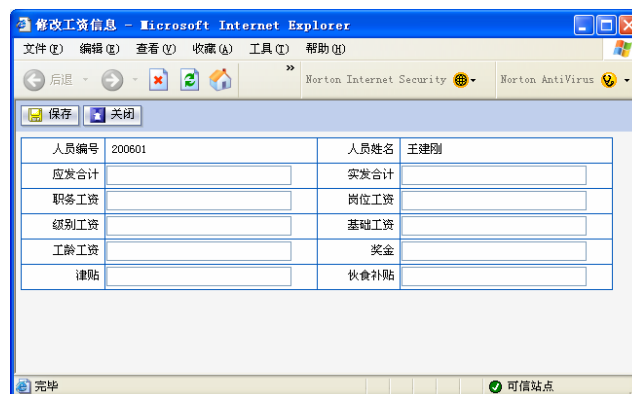 修改工资信息 - Microsoft Internet Explorer
文件(F) 编辑(E) 查看(V) 收藏(A) 工具(T) 帮助(H)
后退 » Norton Internet Security Norton AntiVirus
保存 关闭
人员编号 200601 人员姓名 王建刚
应发合计 实发合计
职务工资 岗位工资
级别工资 基础工资
工龄工资 奖金
津贴 伙食补贴
完毕 可信站点